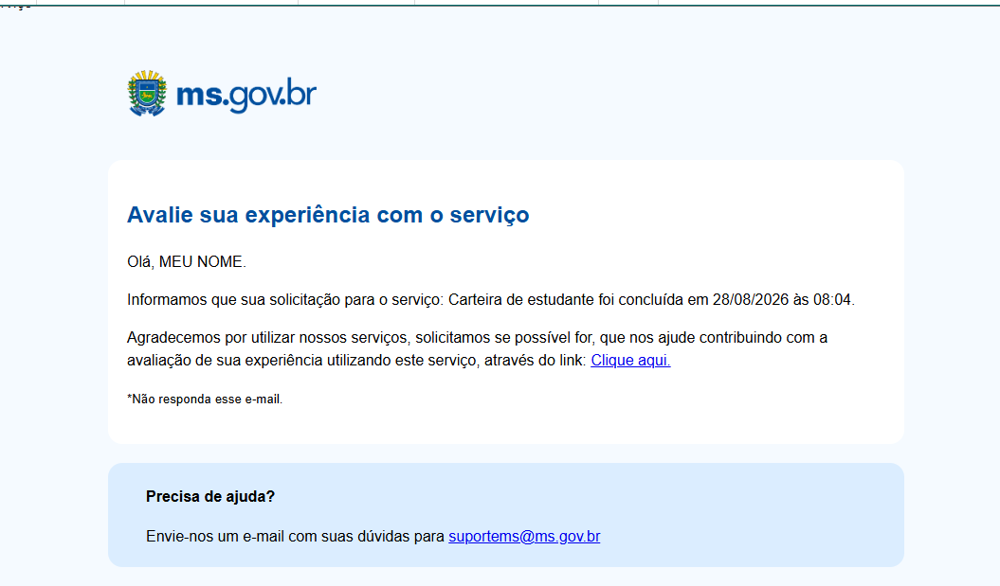 ms.gov.br
Avalie sua experiência com o serviço
Olá, MEU NOME.
Informamos que sua solicitação para o serviço: Carteira de estudante foi concluída em 28/08/2026 às 08:04.
Agradecemos por utilizar nossos serviços, solicitamos se possível for, que nos ajude contribuindo com a
avaliação de sua experiência utilizando este serviço, através do link: Clique aqui.
*Não responda esse e-mail.
Precisa de ajuda?
Envie-nos um e-mail com suas dúvidas para suportems@ms.gov.br